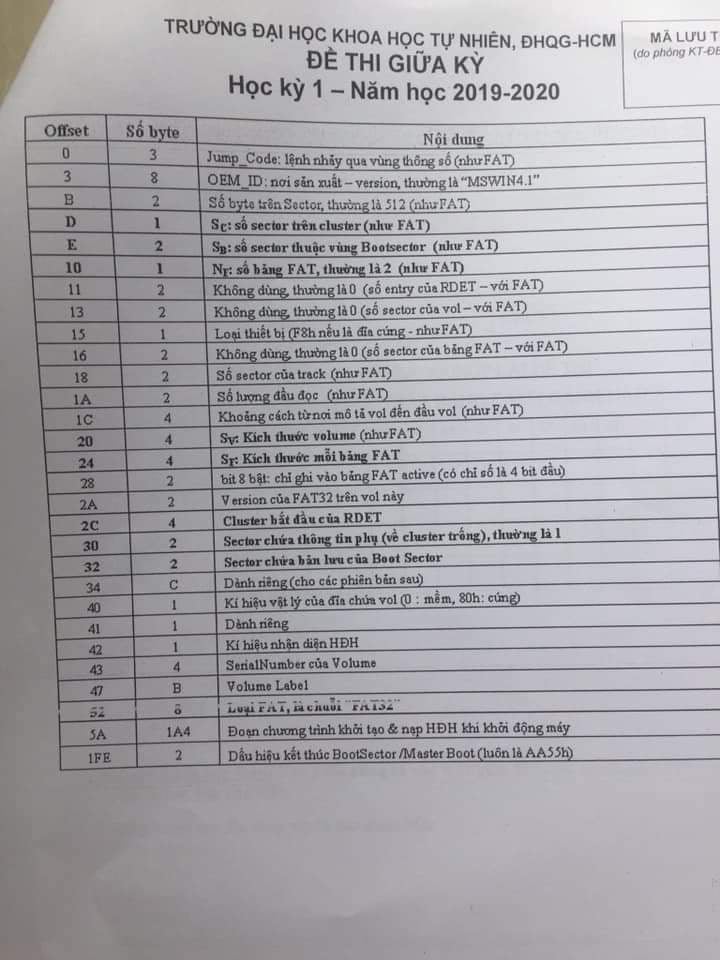 TRƯỜNG ĐẠI HỌC KHOA HỌC TỰ NHIÊN, ĐHQG-HCM
ĐỀ THI GIỮA KỲ
Học kỳ 1 – Năm học 2019-2020
MÃ LƯU T
(do phòng KT-ĐB
Offset Số byte Nội dung
0 3 Jump_Code: lệnh nhảy qua vùng thông số (như FAT)
3 8 OEM_ID: nơi sản xuất – version, thường là “MSWIN4.1”
B 2 Số byte trên Sector, thường là 512 (như FAT)
D 1 SC: số sector trên cluster (như FAT)
E 2 SB: số sector thuộc vùng Bootsector (như FAT)
10 1 NF: số bảng FAT, thường là 2 (như FAT)
11 2 Không dùng, thường là 0 (số entry của RDET – với FAT)
13 2 Không dùng, thường là 0 (số sector của vol – với FAT)
15 1 Loại thiết bị (F8h nếu là đĩa cứng - như FAT)
16 2 Không dùng, thường là 0 (số sector của bảng FAT – với FAT)
18 2 Số sector của track (như FAT)
1A 2 Số lượng đầu đọc (như FAT)
1C 4 Khoảng cách từ nơi mô tả vol đến đầu vol (như FAT)
20 4 SV: Kích thước volume (như FAT)
24 4 SF: Kích thước mỗi bảng FAT
28 2 bit 8 bật: chỉ ghi vào bảng FAT active (có chỉ số là 4 bit đầu)
2A 2 Version của FAT32 trên vol này
2C 4 Cluster bắt đầu của RDET
30 2 Sector chứa thông tin phụ (về cluster trống), thường là 1
32 2 Sector chứa bản lưu của Boot Sector
34 C Dành riêng (cho các phiên bản sau)
40 1 Kí hiệu vật lý của đĩa chứa vol (0 : mềm, 80h: cứng)
41 1 Dành riêng
42 1 Kí hiệu nhận diện HĐH
43 4 SerialNumber của Volume
47 B Volume Label
52 8 Loại FAT, là chuỗi “FAT32”
5A 1A4 Đoạn chương trình khởi tạo & nạp HĐH khi khởi động máy
1FE 2 Dấu hiệu kết thúc BootSector /Master Boot (luôn là AA55h)